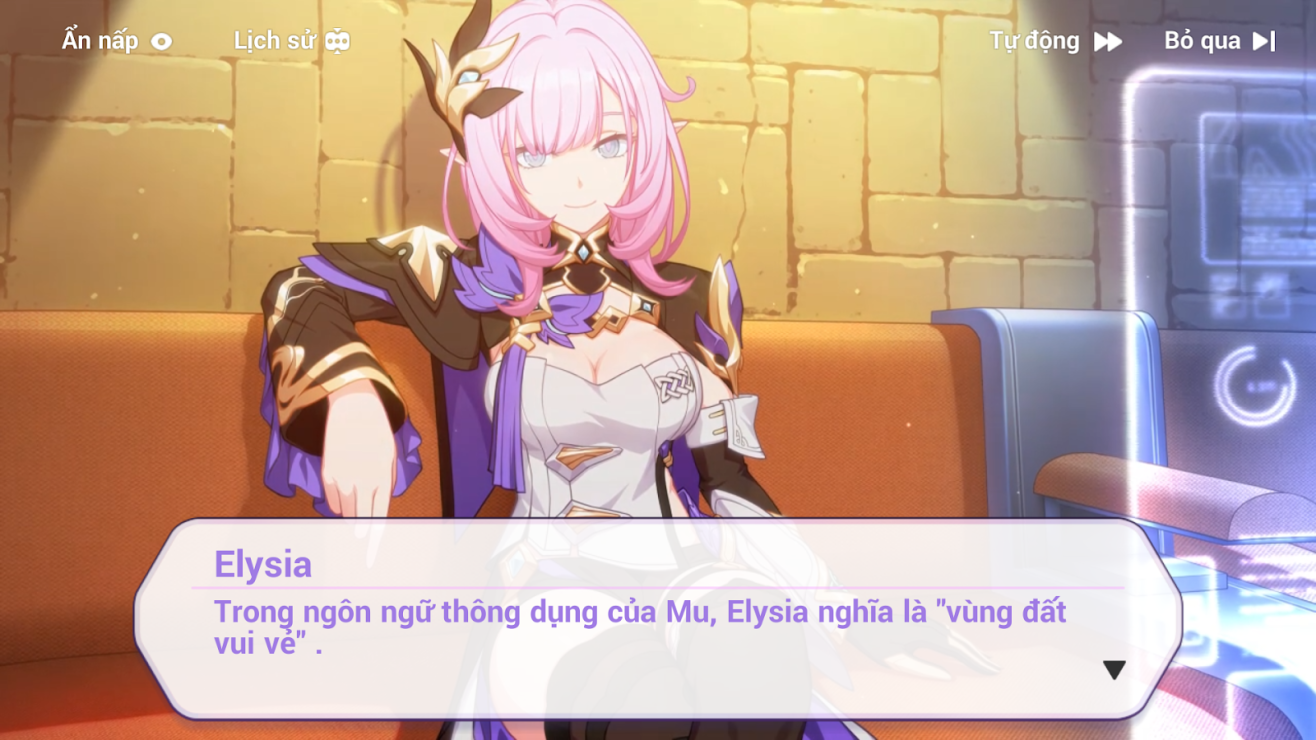 Ẩn nấp
Lịch sử
Tự động
Bỏ qua
Elysia
Trong ngôn ngữ thông dụng của Mu, Elysia nghĩa là "vùng đất
vui vẻ" .